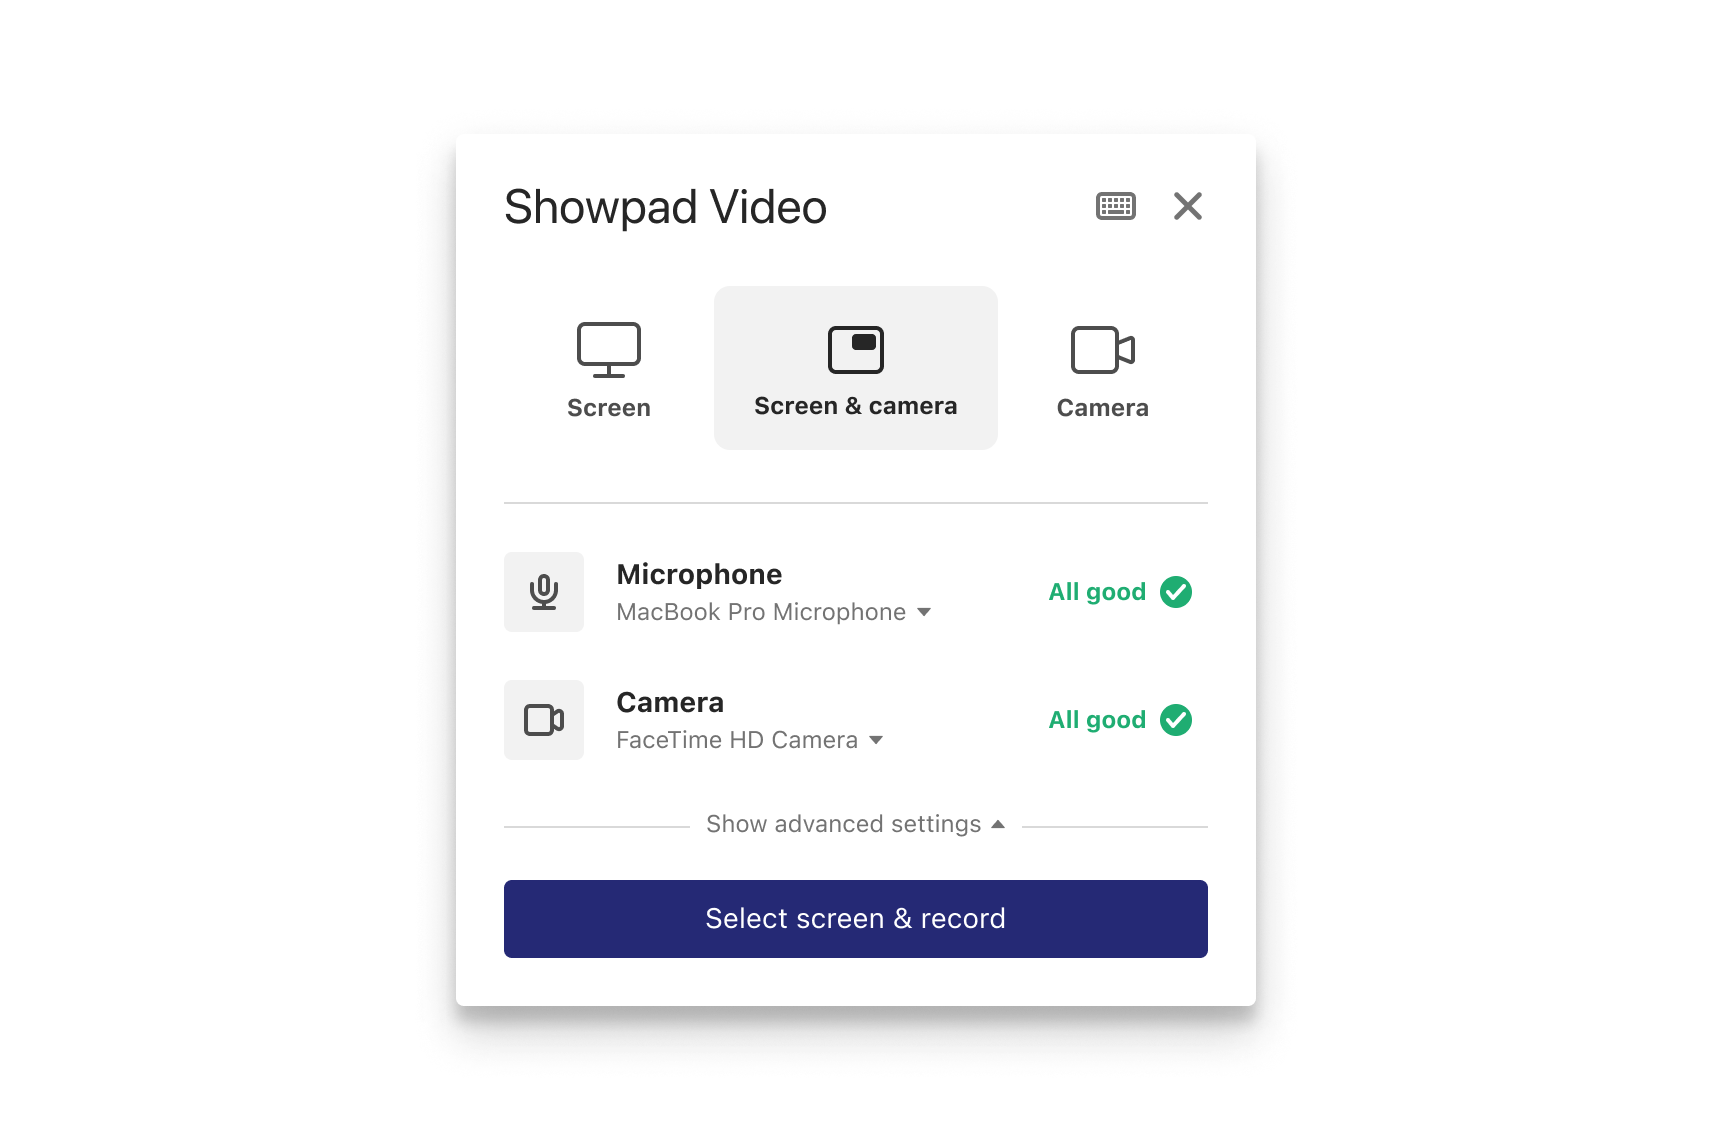 Showpad Video
Screen
Screen & camera
Camera
Microphone
MacBook Pro Microphone
All good
Camera
FaceTime HD Camera
All good
Show advanced settings
Select screen & record